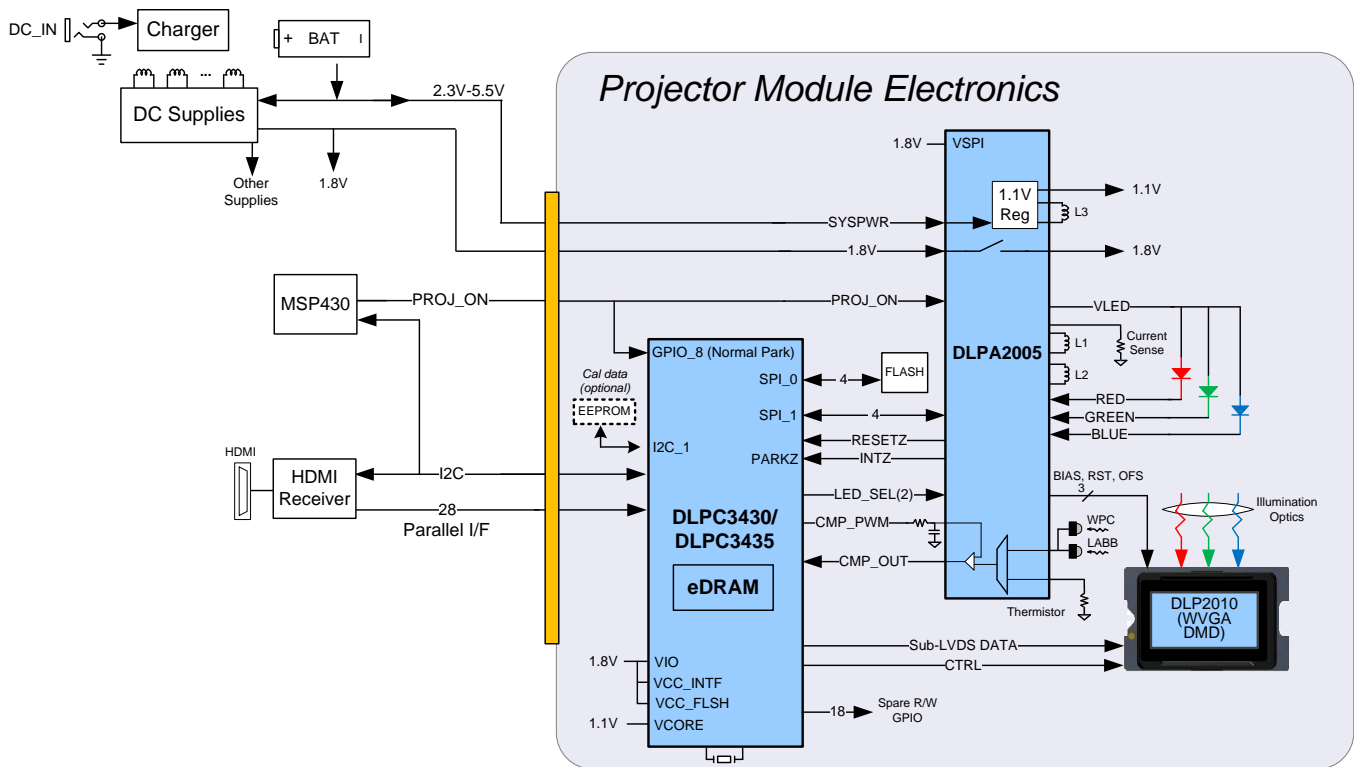 DC_IN
Charger
+ BAT I
DC Supplies
2.3V-5.5V
Other
Supplies
1.8V
Projector Module Electronics
1.8V
VSPI
1.1V
Reg
1.1V
L3
SYSPWR
1.8V
1.8V
MSP430
PROJ_ON
PROJ_ON
VLED
DLPA2005
L1
Current
Sense
L2
GPIO_8 (Normal Park)
Cal data
(optional)
EEPROM
SPI_0
4
FLASH
SPI_1
4
RED
GREEN
BLUE
I2C_1
RESETZ
PARKZ
INTZ
HDMI
HDMI
Receiver
I2C
28
Parallel I/F
LED_SEL(2)
BIAS, RST, OFS
3
DLPC3430/
DLPC3435
CMP_PWM
WPC
LABB
Illumination
Optics
CMP_OUT
eDRAM
Thermistor
DLP2010
(WVGA
DMD)
Sub-LVDS DATA
CTRL
1.8V
VIO
VCC_INTF
VCC_FLSH
1.1V
VCORE
18
Spare R/W
GPIO